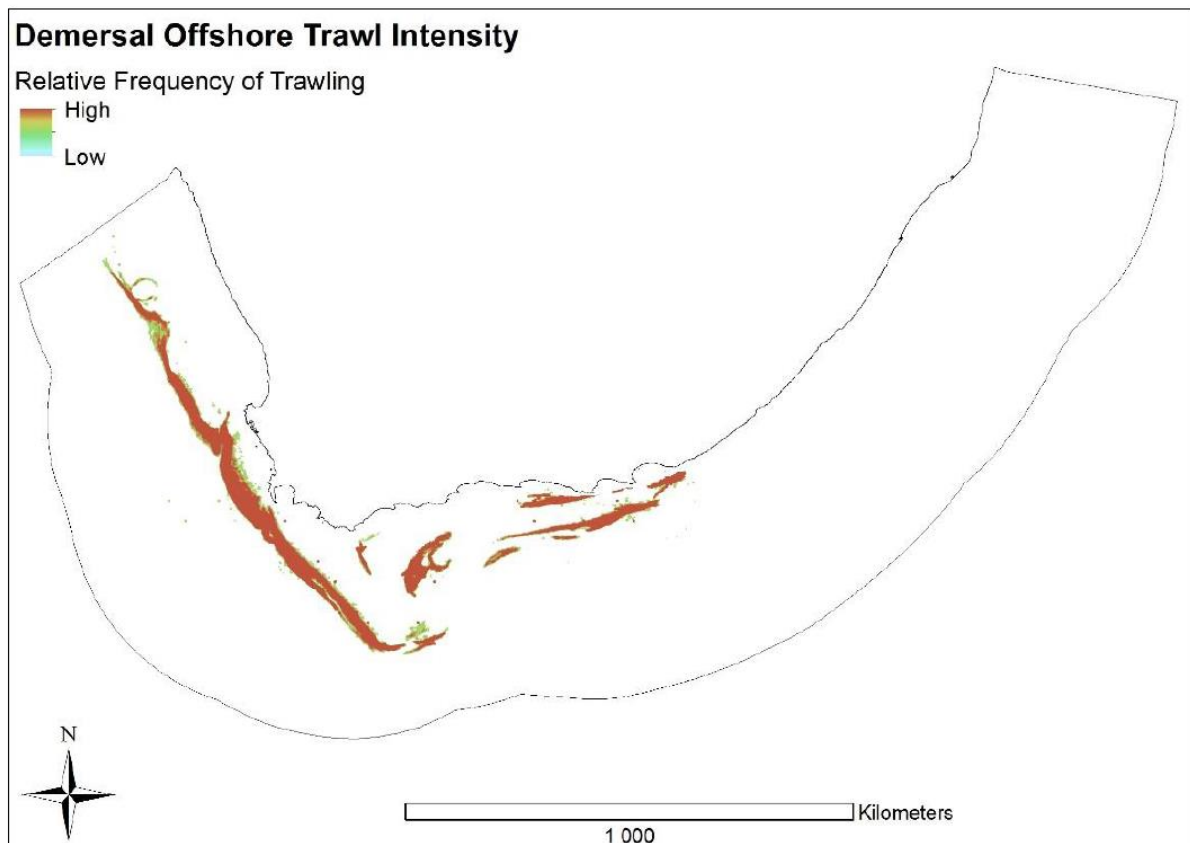 Demersal Offshore Trawl Intensity
Relative Frequency of Trawling
High
Low
N
Kilometers
1 000